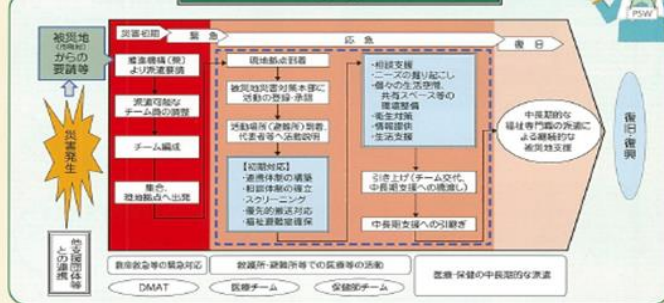 PSW
被災地
(市町村)
からの
要請等
災害発生
他支援団体等
との連携
災害初期
緊急
応急
復旧
推進機構(県)
より派遣要請
派遣可能な
チーム員の調整
チーム編成
集合、
現地拠点へ出発
現地拠点到着
被災地災害対策本部に
活動の登録・承認
活動場所(避難所)到着、
代表者等へ活動説明
【初期対応】
・連携体制の構築
・相談体制の確立
・スクリーニング
・優先的搬送対応
・福祉避難室確保
・相談支援
・ニーズの掘り起こし
・個々の生活空間、
共有スペース等の
環境整備
・衛生対策
・情報提供
・生活支援
引き上げ(チーム交代、
中長期支援への橋渡し)
中長期支援への引継ぎ
中長期的な
福祉専門職の派遣に
よる継続的な
被災地支援
復旧・復興
救命救急等の緊急対応
救護所・避難所等での医療等の活動
医療・保健の中長期的な派遣
DMAT
医療チーム
保健師チーム